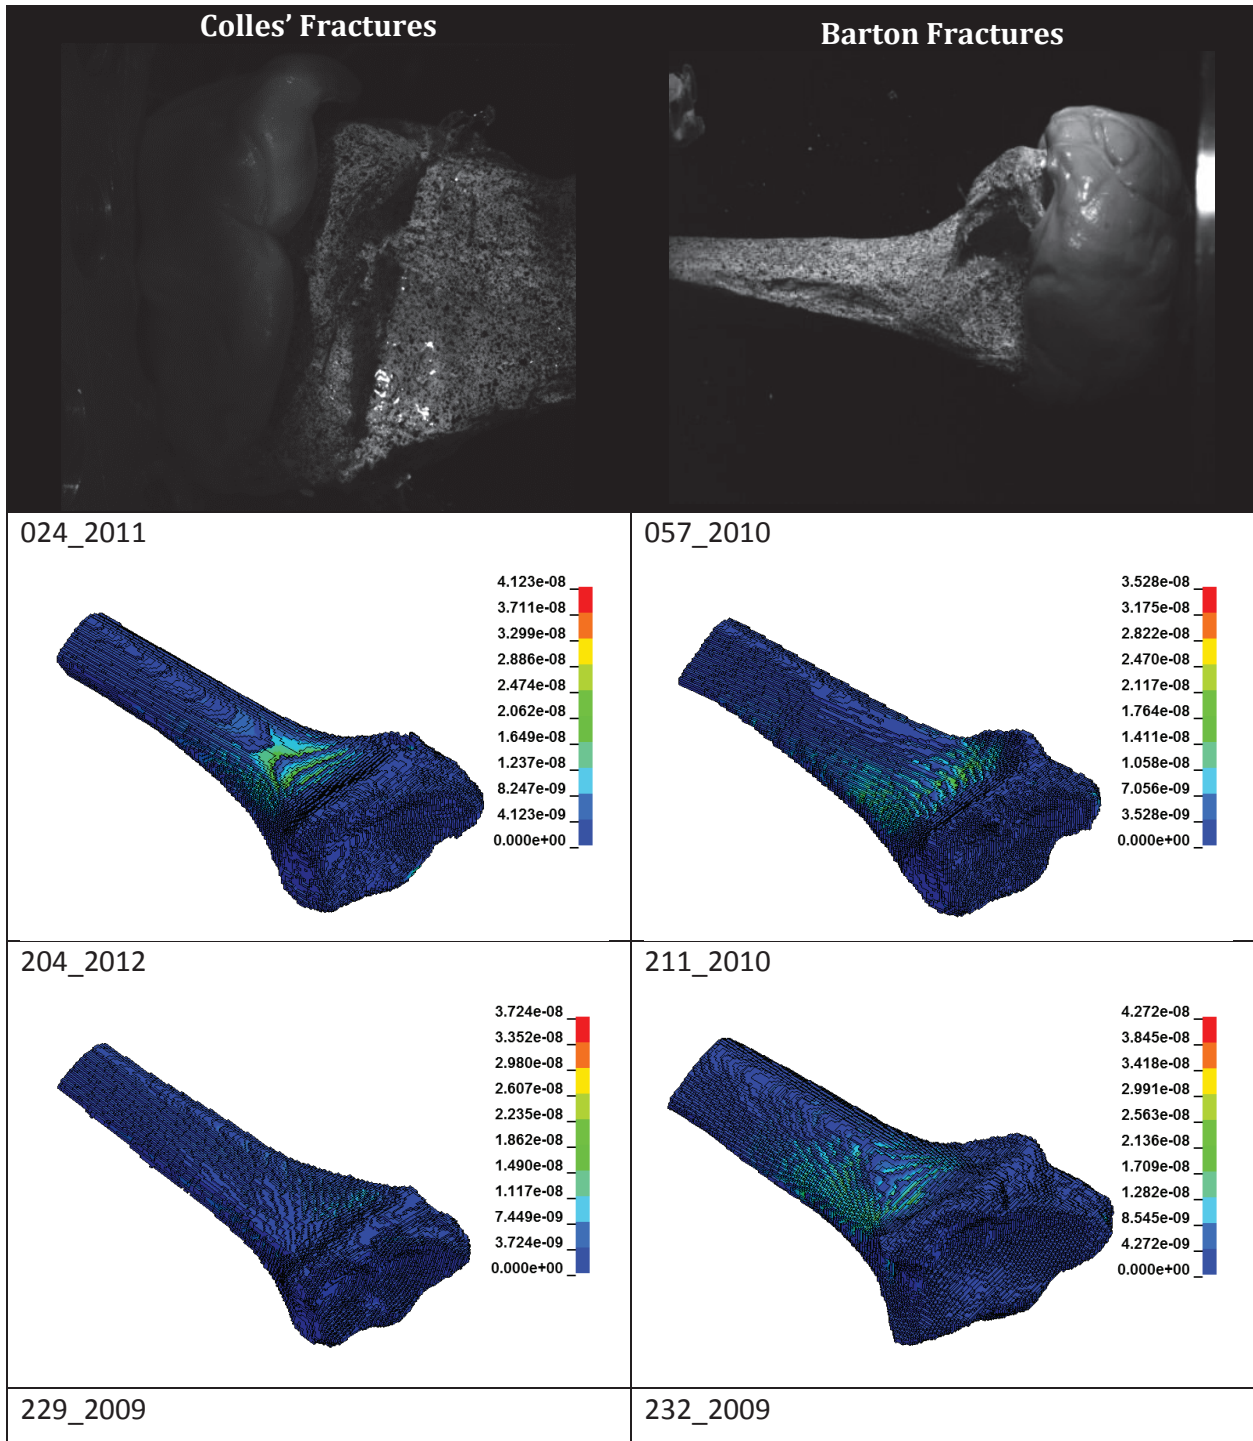 Colles’ Fractures
Barton Fractures
024_2011
4.123e-08
3.711e-08
3.299e-08
2.886e-08
2.474e-08
2.062e-08
1.649e-08
1.237e-08
8.247e-09
4.123e-09
0.000e+00
057_2010
3.528e-08
3.175e-08
2.822e-08
2.470e-08
2.117e-08
1.764e-08
1.411e-08
1.058e-08
7.056e-09
3.528e-09
0.000e+00
204_2012
3.724e-08
3.352e-08
2.980e-08
2.607e-08
2.235e-08
1.862e-08
1.490e-08
1.117e-08
7.449e-09
3.724e-09
0.000e+00
211_2010
4.272e-08
3.845e-08
3.418e-08
2.991e-08
2.563e-08
2.136e-08
1.709e-08
1.282e-08
8.545e-09
4.272e-09
0.000e+00
229_2009
232_2009